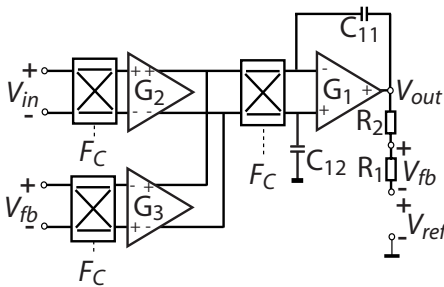 C11
+ ++ - G1 +
Vin G2 Vout
- -- +
R2
FC C12 +
+ -- FC R1 Vfb
Vfb G3 -
- +- +
FC Vref
-